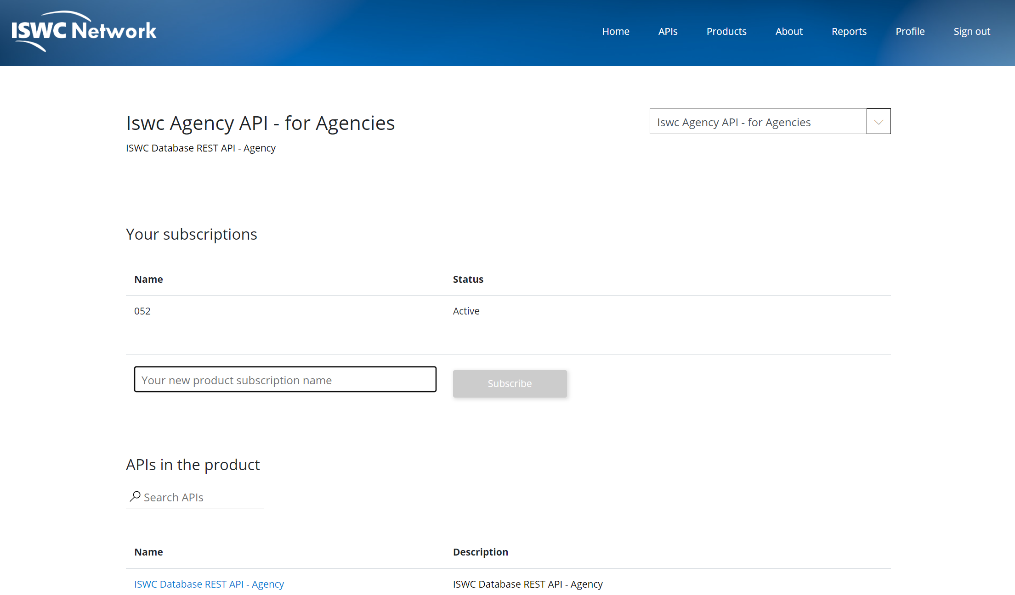 ISWC Network
Home APIs Products About Reports Profile Sign out
Iswc Agency API - for Agencies
Iswc Agency API - for Agencies
ISWC Database REST API - Agency
Your subscriptions
Name Status
052 Active
Your new product subscription name Subscribe
APIs in the product
Search APIs
Name Description
ISWC Database REST API - Agency ISWC Database REST API - Agency